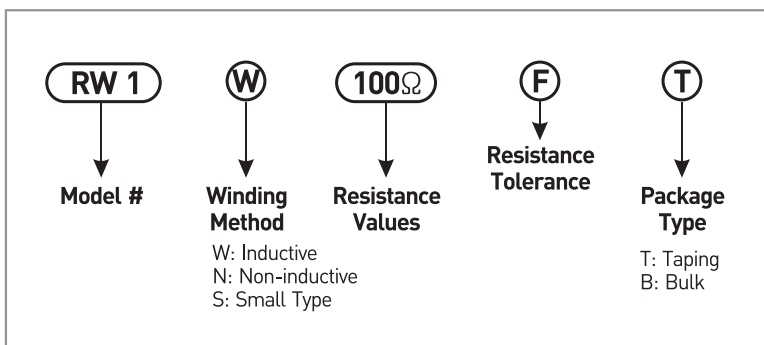 RW 1
W
100Ω
F
T
Model #
Winding
Method
W: Inductive
N: Non-inductive
S: Small Type
Resistance
Values
Resistance
Tolerance
Package
Type
T: Taping
B: Bulk